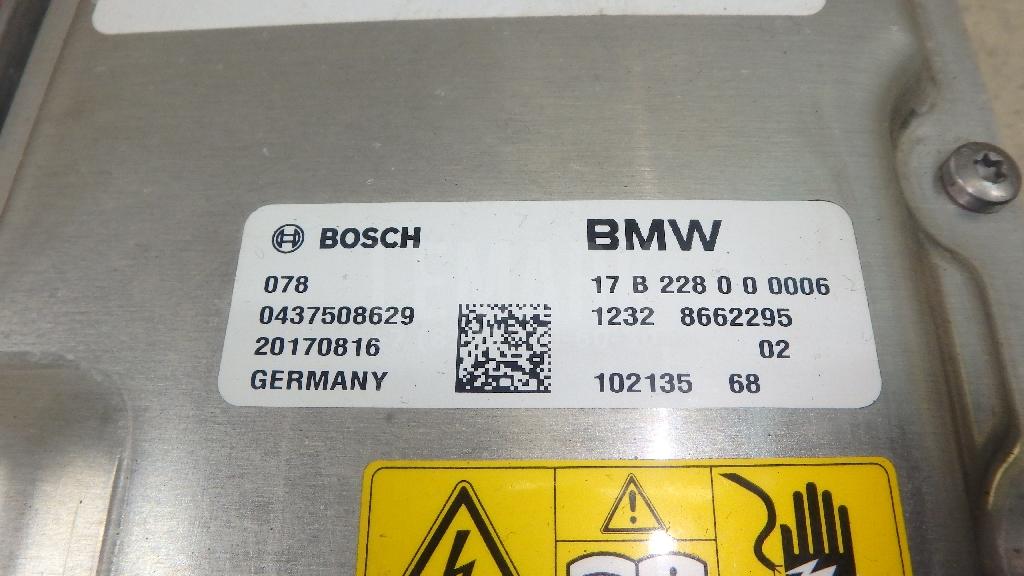 BOSCH BMW
078 17 B 228 0 0 0006
0437508629 1232 8662295
20170816 02
GERMANY 102135 68